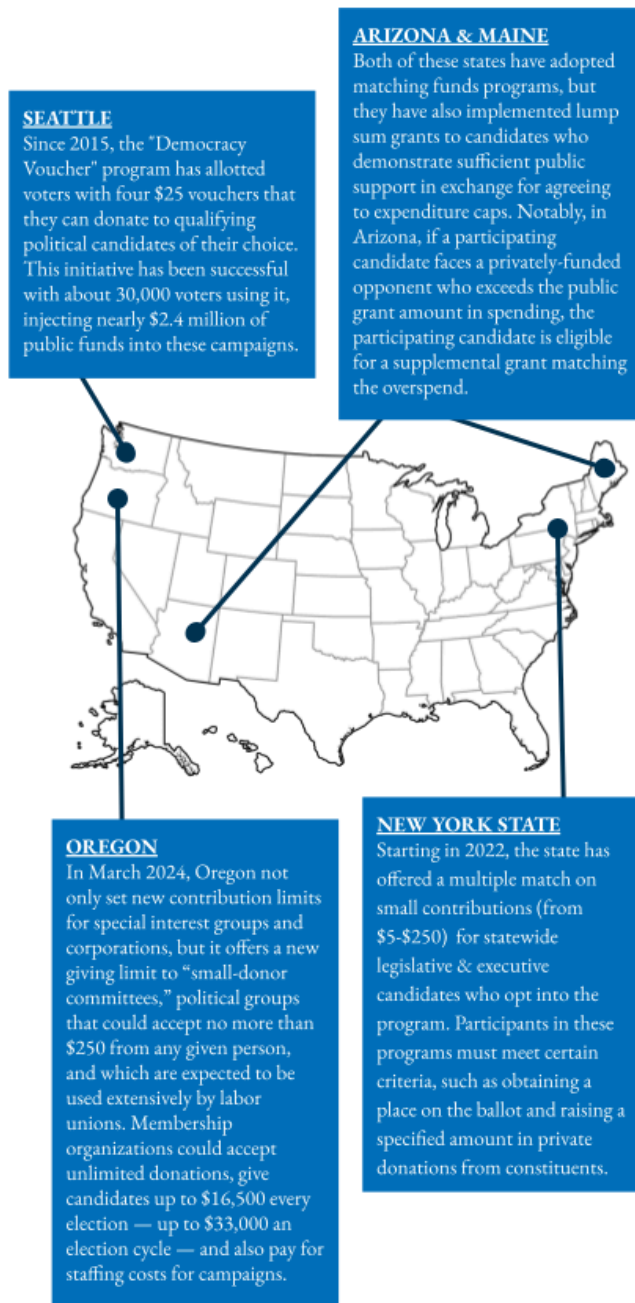 ARIZONA & MAINE
Both of these states have adopted
matching funds programs, but
they have also implemented lump
sum grants to candidates who
demonstrate sufficient public
support in exchange for agreeing
to expenditure caps. Notably, in
Arizona, if a participating
candidate faces a privately-funded
opponent who exceeds the public
grant amount in spending, the
participating candidate is eligible
for a supplemental grant matching
the overspend.
SEATTLE
Since 2015, the "Democracy
Voucher" program has allotted
voters with four $25 vouchers that
they can donate to qualifying
political candidates of their choice.
This initiative has been successful
with about 30,000 voters using it,
injecting nearly $2.4 million of
public funds into these campaigns.
OREGON
In March 2024, Oregon not
only set new contribution limits
for special interest groups and
corporations, but it offers a new
giving limit to “small-donor
committees,” political groups
that could accept no more than
$250 from any given person,
and which are expected to be
used extensively by labor
unions. Membership
organizations could accept
unlimited donations, give
candidates up to $16,500 every
election — up to $33,000 an
election cycle — and also pay for
staffing costs for campaigns.
NEW YORK STATE
Starting in 2022, the state has
offered a multiple match on
small contributions (from
$5-$250) for statewide
legislative & executive
candidates who opt into the
program. Participants in these
programs must meet certain
criteria, such as obtaining a
place on the ballot and raising a
specified amount in private
donations from constituents.